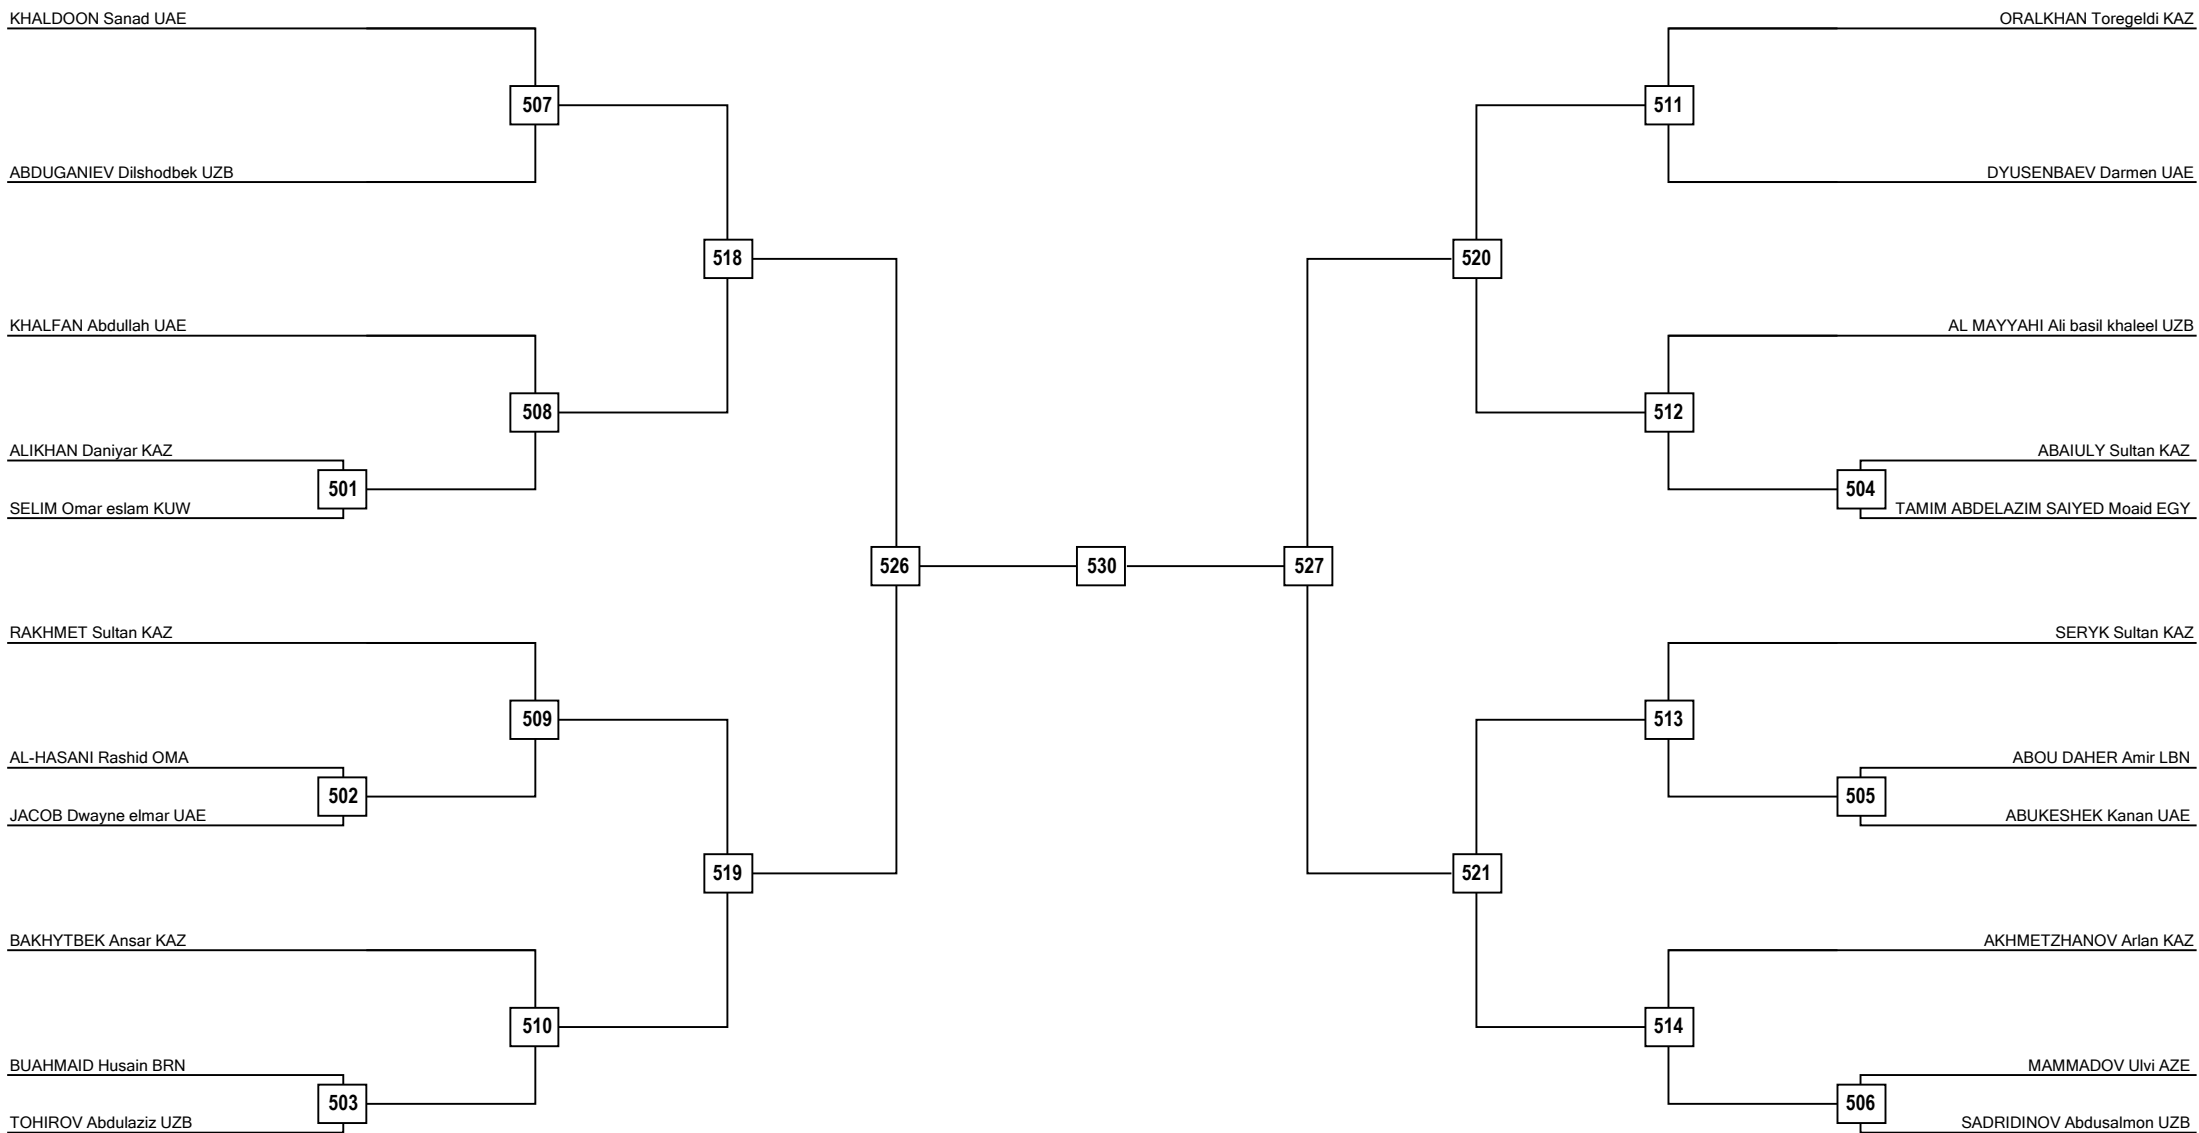 KHALDOON Sanad UAE
ORALKHAN Toregeldi KAZ
507
511
ABDUGANIEV Dilshodbek UZB
DYUSENBAEV Darmen UAE
518
520
KHALFAN Abdullah UAE
AL MAYYAHI Ali basil khaleel UZB
508
512
ALIKHAN Daniyar KAZ
ABAIULY Sultan KAZ
501
504
SELIM Omar eslam KUW
TAMIM ABDELAZIM SAIYED Moaid EGY
526
530
527
RAKHMET Sultan KAZ
SERYK Sultan KAZ
509
513
AL-HASANI Rashid OMA
ABOU DAHER Amir LBN
502
505
JACOB Dwayne elmar UAE
ABUKESHEK Kanan UAE
519
521
BAKHYTBEK Ansar KAZ
AKHMETZHANOV Arlan KAZ
510
514
BUAHMAID Husain BRN
MAMMADOV Ulvi AZE
503
506
TOHIROV Abdulaziz UZB
SADRIDINOV Abdusalmon UZB